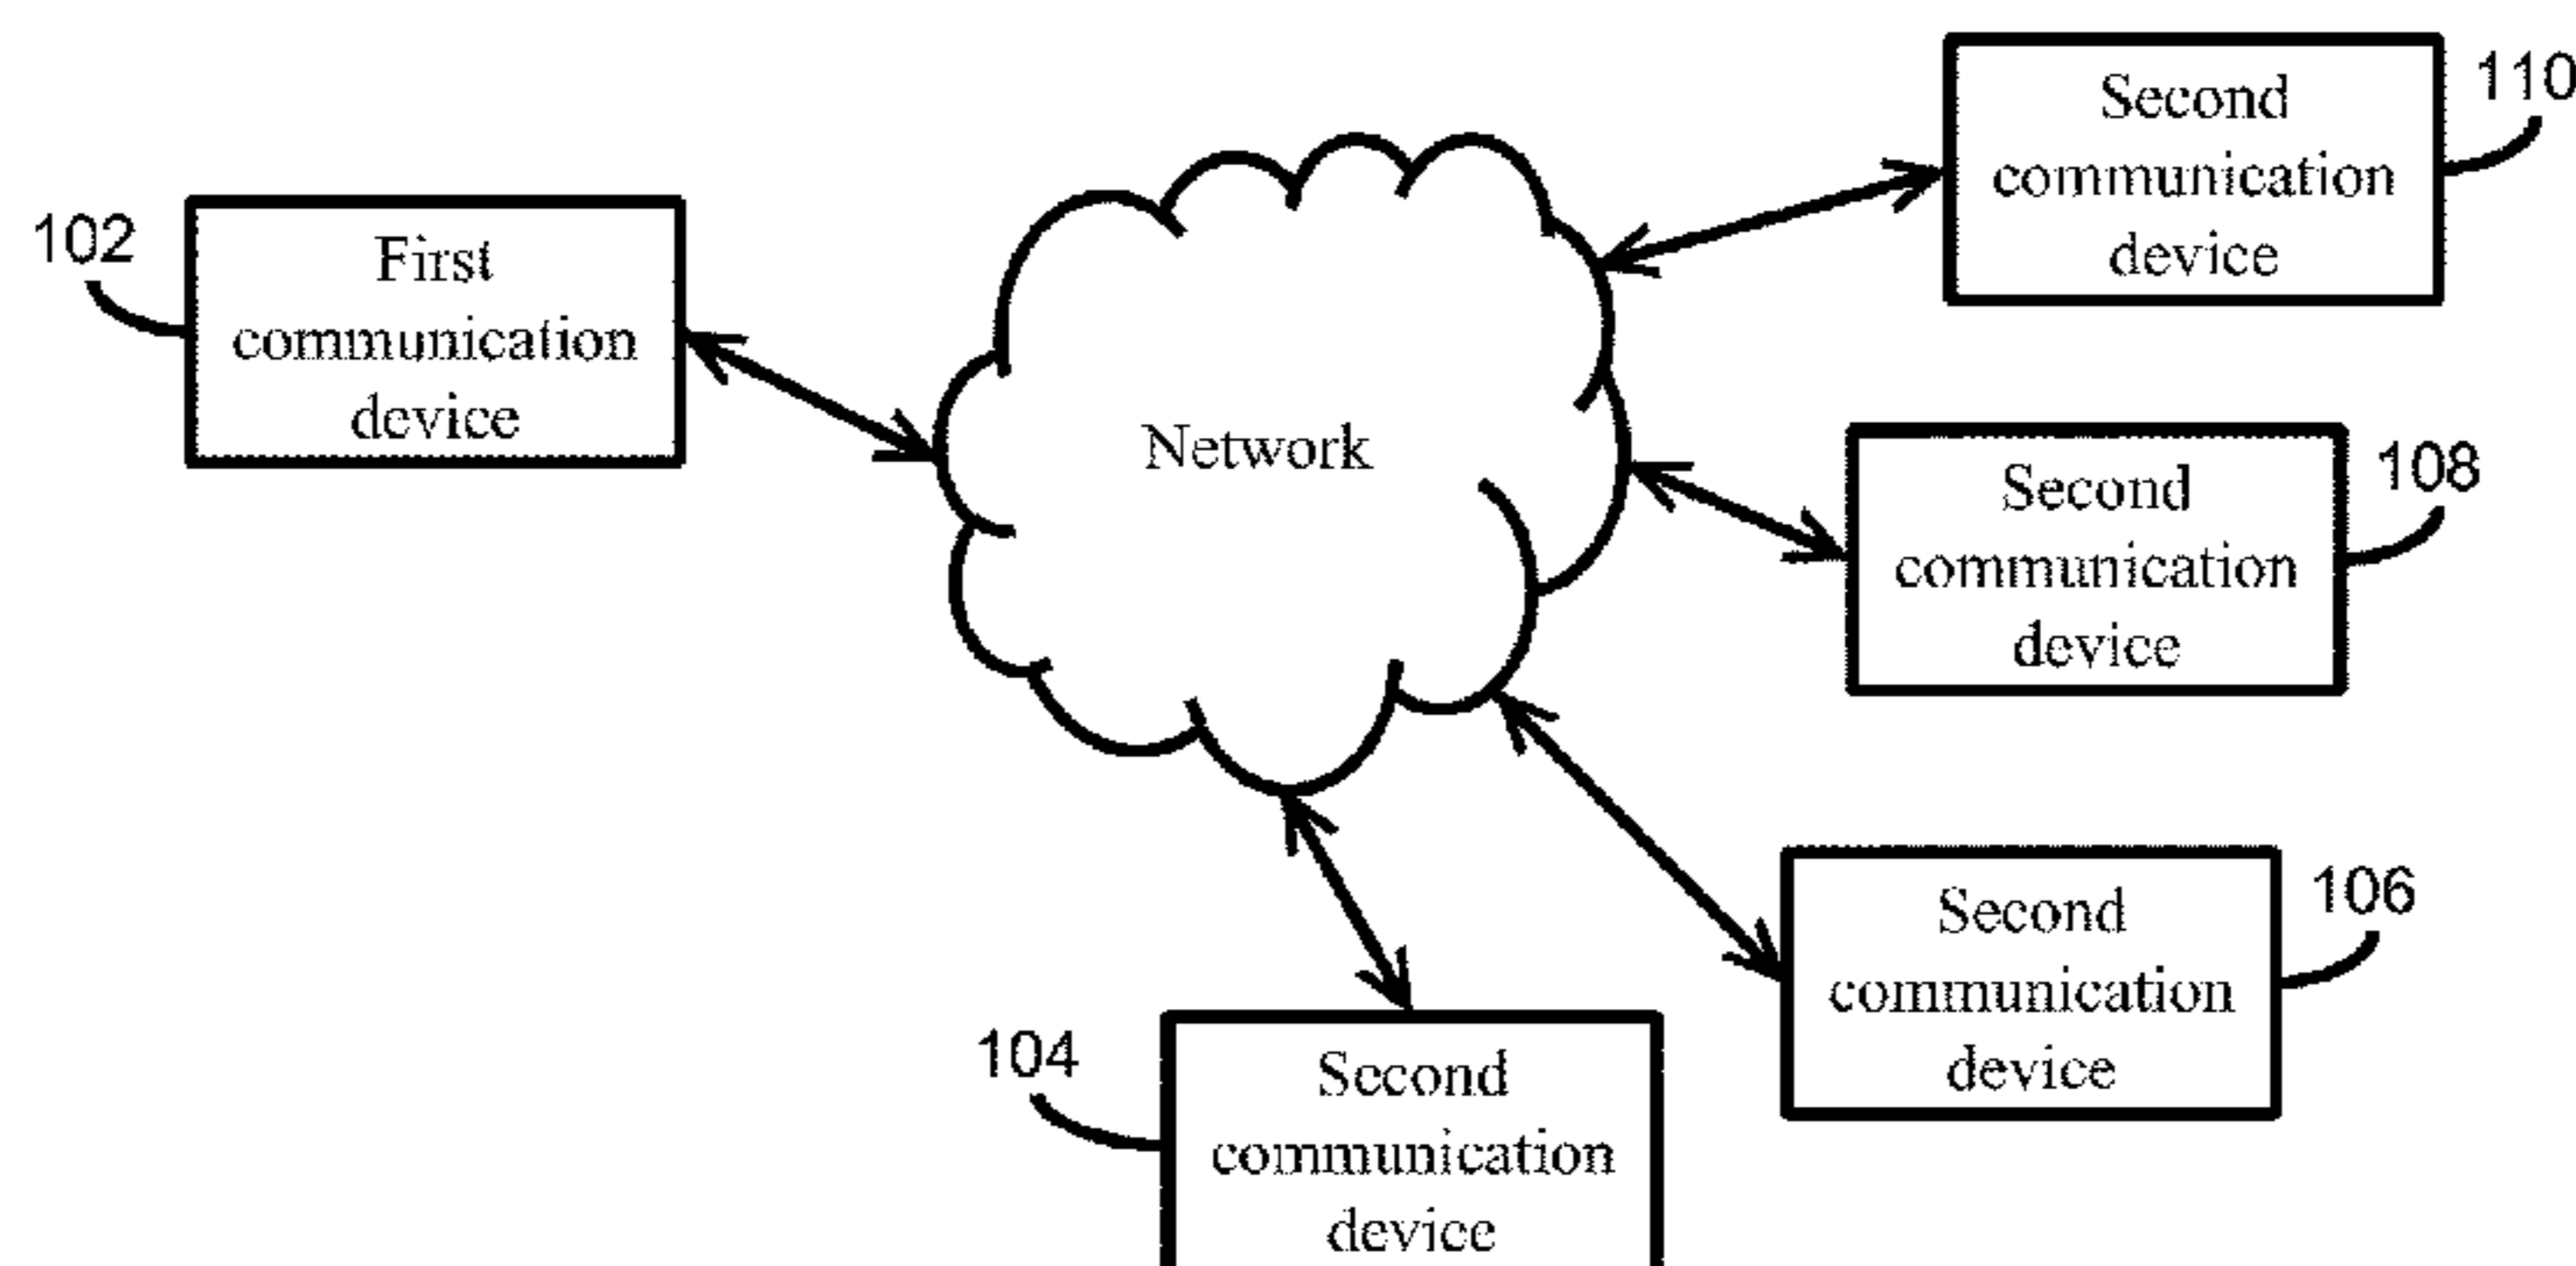 110
Second
communication
device
102
First
communication
device
Network
108
Second
communication
device
106
Second
communication
device
104
Second
communication
device